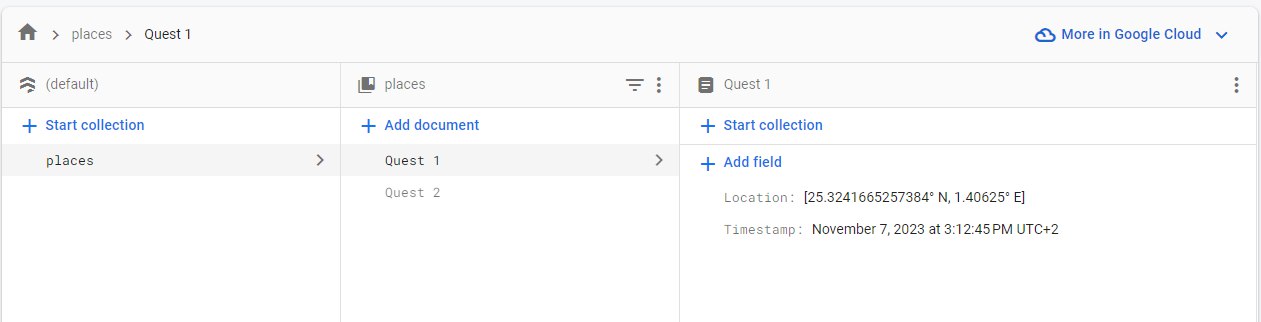 places
Quest 1
More in Google Cloud
(default)
places
Quest 1
Start collection
Add document
Start collection
places
Quest 1
Quest 2
Add field
Location: [25.3241665257384° N, 1.40625° E]
Timestamp: November 7, 2023 at 3:12:45 PM UTC+2